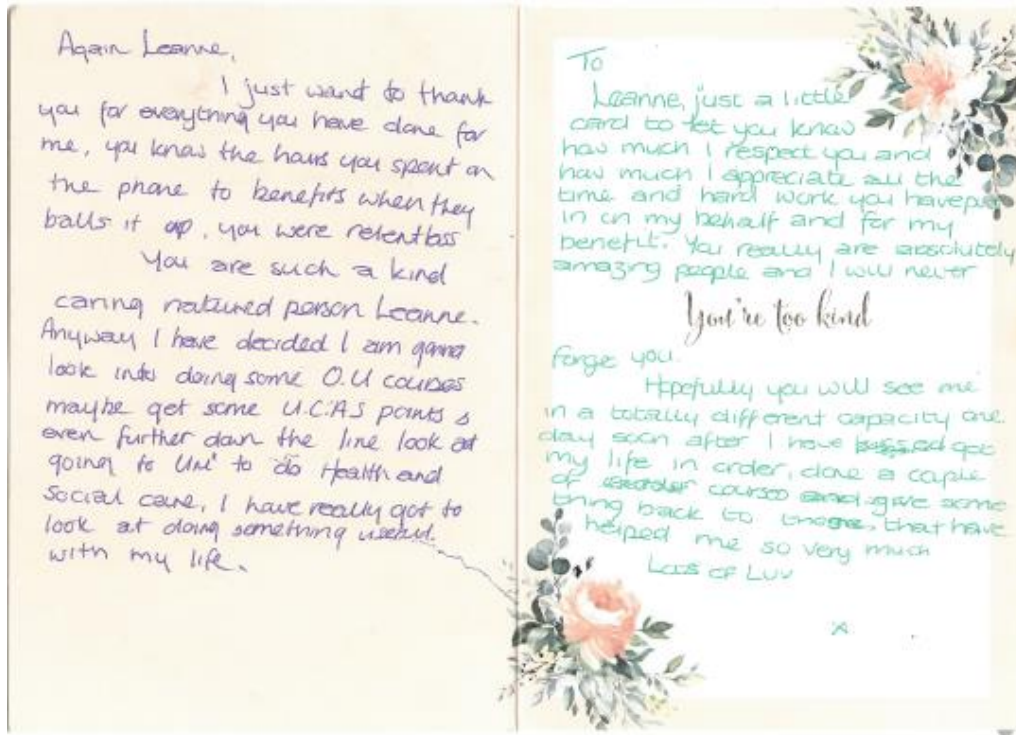 Again Leanne,
I just want to thank
you for everything you have done for
me, you know the hours you spent on
the phone to benefits when they
balls it up, you were relentless
You are such a kind
caring natured person Leanne.
Anyway I have decided I am gonna
look into doing some O.U courses
maybe get some U.C.A.S points &
even further down the line look at
going to Uni to do Health and
social care, I have really got to
look at doing something useful
with my life.
To
Leanne, just a little
card to let you know
how much I respect you and
how much I appreciate all the
time and hard work you have put
in on my behalf and for my
benefit. You really are absolutely
amazing people and I will never
You're too kind
forget you.
Hopefully you will see me
in a totally different capacity one
day soon after I have got
my life in order, done a couple
of courses and give some
thing back to those, that have
helped me so very much
Lots of Luv
x